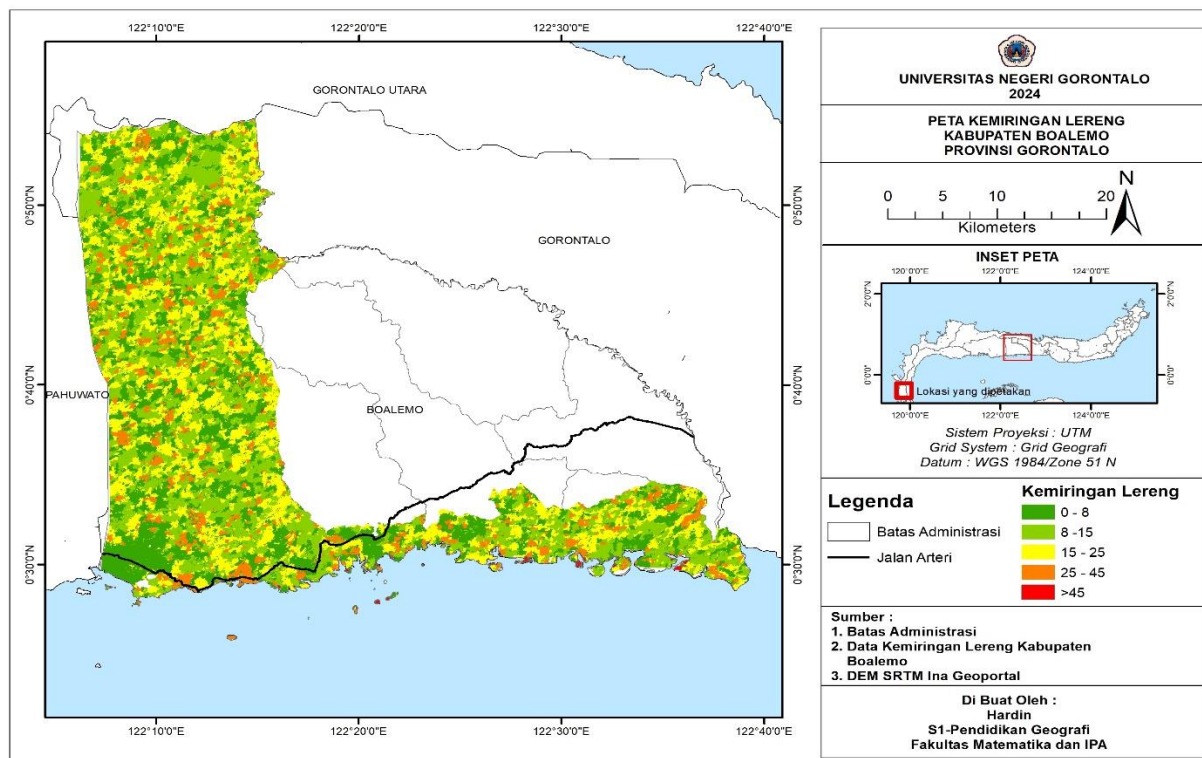 122°10'0"E 122°20'0"E 122°30'0"E 122°40'0"E
GORONTALO UTARA
GORONTALO
PAHUWATO
BOALEMO
0°50'0"N
0°40'0"N
0°30'0"N
0°50'0"N
0°40'0"N
0°30'0"N
122°10'0"E 122°20'0"E 122°30'0"E 122°40'0"E
UNIVERSITAS NEGERI GORONTALO
2024
PETA KEMIRINGAN LERENG
KABUPATEN BOALEMO
PROVINSI GORONTALO
N
0 5 10 20
Kilometers
INSET PETA
120°0'0"E 122°0'0"E 124°0'0"E
2°0'0"N 2°0'0"N
0°0'0" 0°0'0"
Lokasi yang dipetakan
120°0'0"E 122°0'0"E 124°0'0"E
Sistem Proyeksi : UTM
Grid System : Grid Geografi
Datum : WGS 1984/Zone 51 N
Legenda
Batas Administrasi
Jalan Arteri
Kemiringan Lereng
0 - 8
8 -15
15 - 25
25 - 45
>45
Sumber :
1. Batas Administrasi
2. Data Kemiringan Lereng Kabupaten
Boalemo
3. DEM SRTM Ina Geoportal
Di Buat Oleh :
Hardin
S1-Pendidikan Geografi
Fakultas Matematika dan IPA